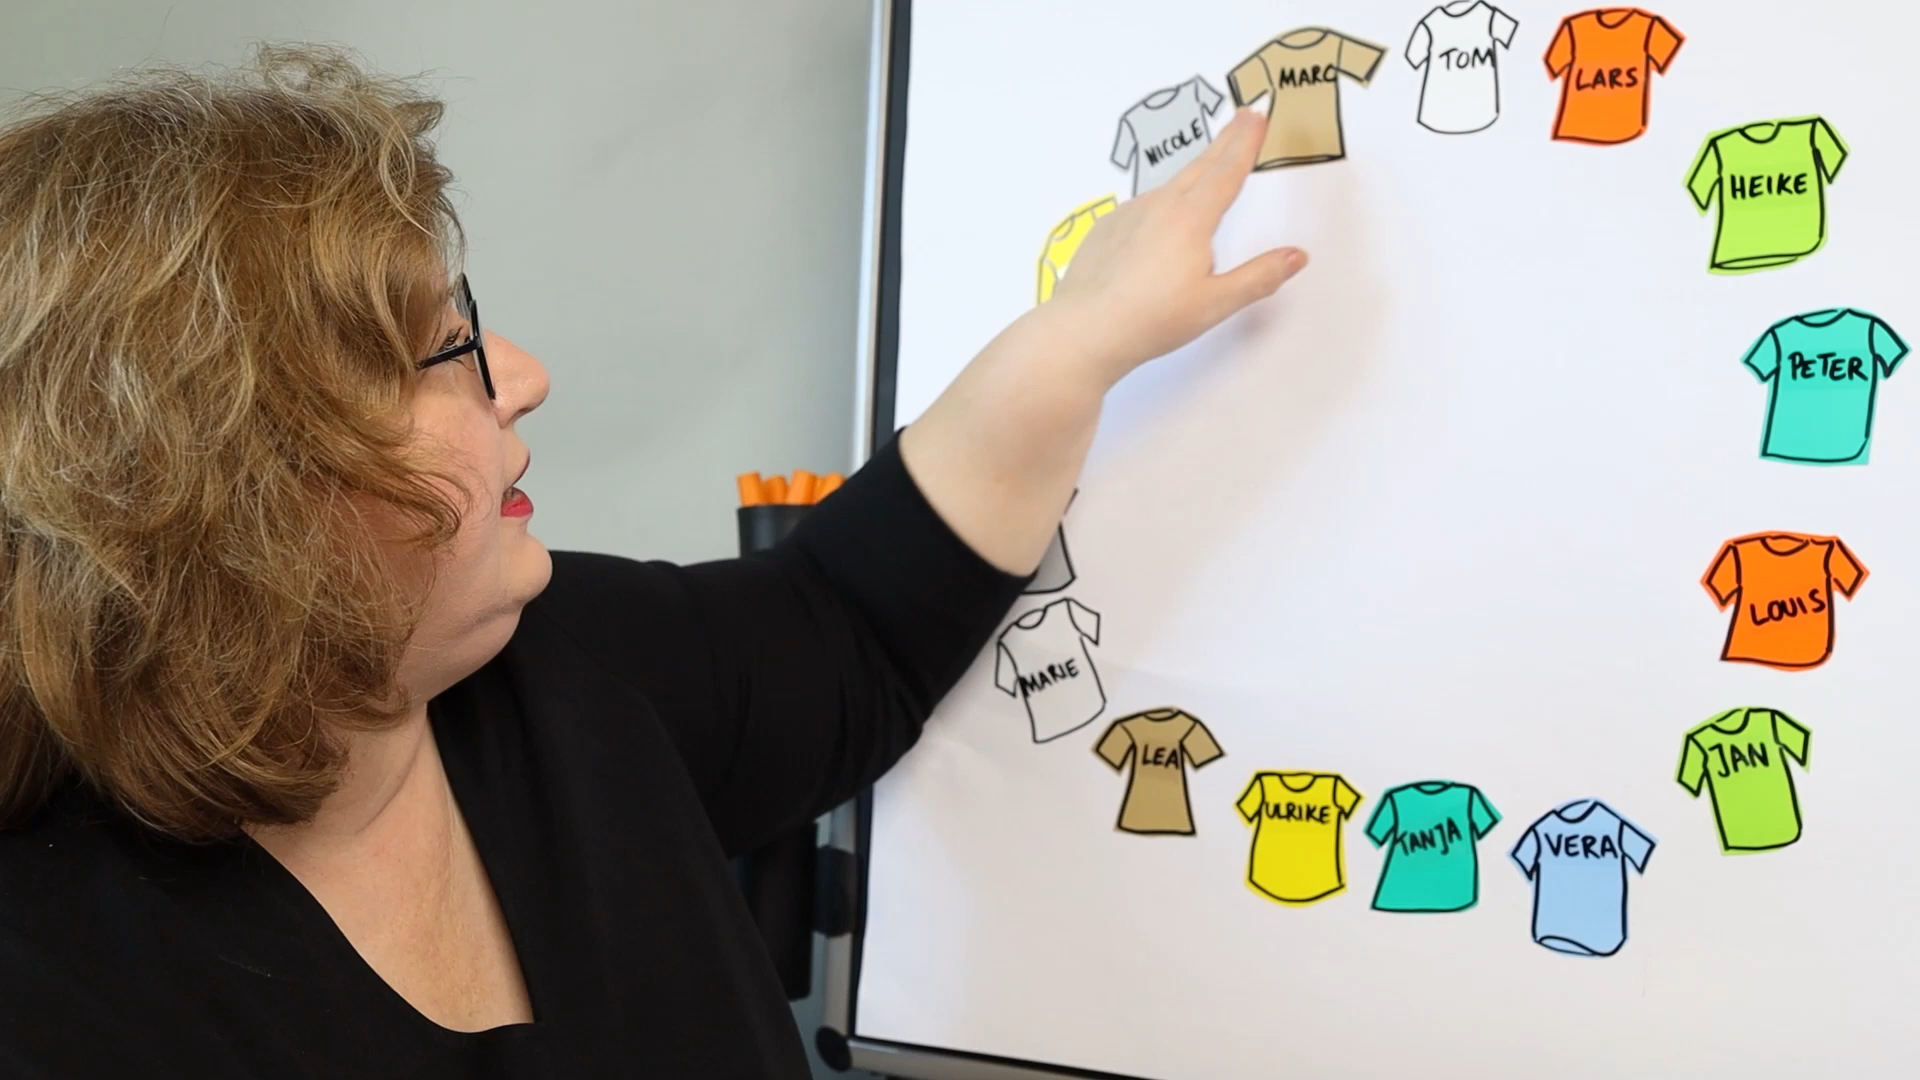 NICOLE
MARC
TOM
LARS
HEIKE
PETER
LOUIS
JAN
VERA
TANJA
ULRIKE
LEA
MARIE